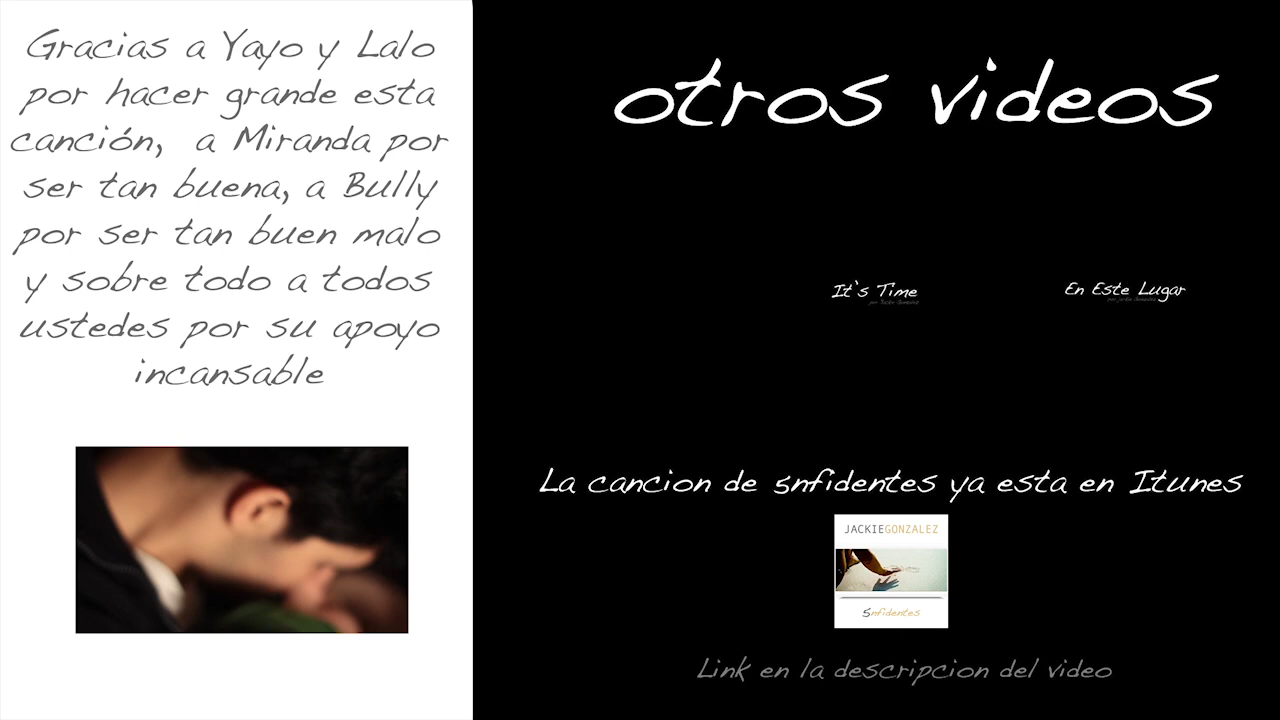 Gracias a Yayo y Lalo
por hacer grande esta
canción, a Miranda por
ser tan buena, a Bully
por ser tan buen malo
y sobre todo a todos
ustedes por su apoyo
incansable
otros videos
It's Time
En Este Lugar
La cancion de 5nfidentes ya esta en Itunes
JACKIEGONZALEZ
5nfidentes
Link en la descripcion del video